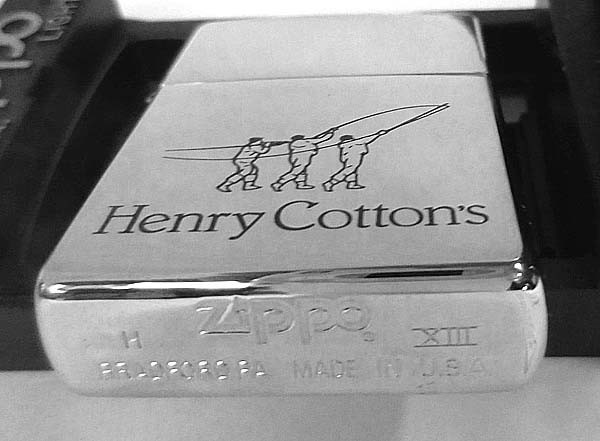 Henry Cotton's
Zippo®
H XIII
BRADFORD PA MADE IN U.S.A.